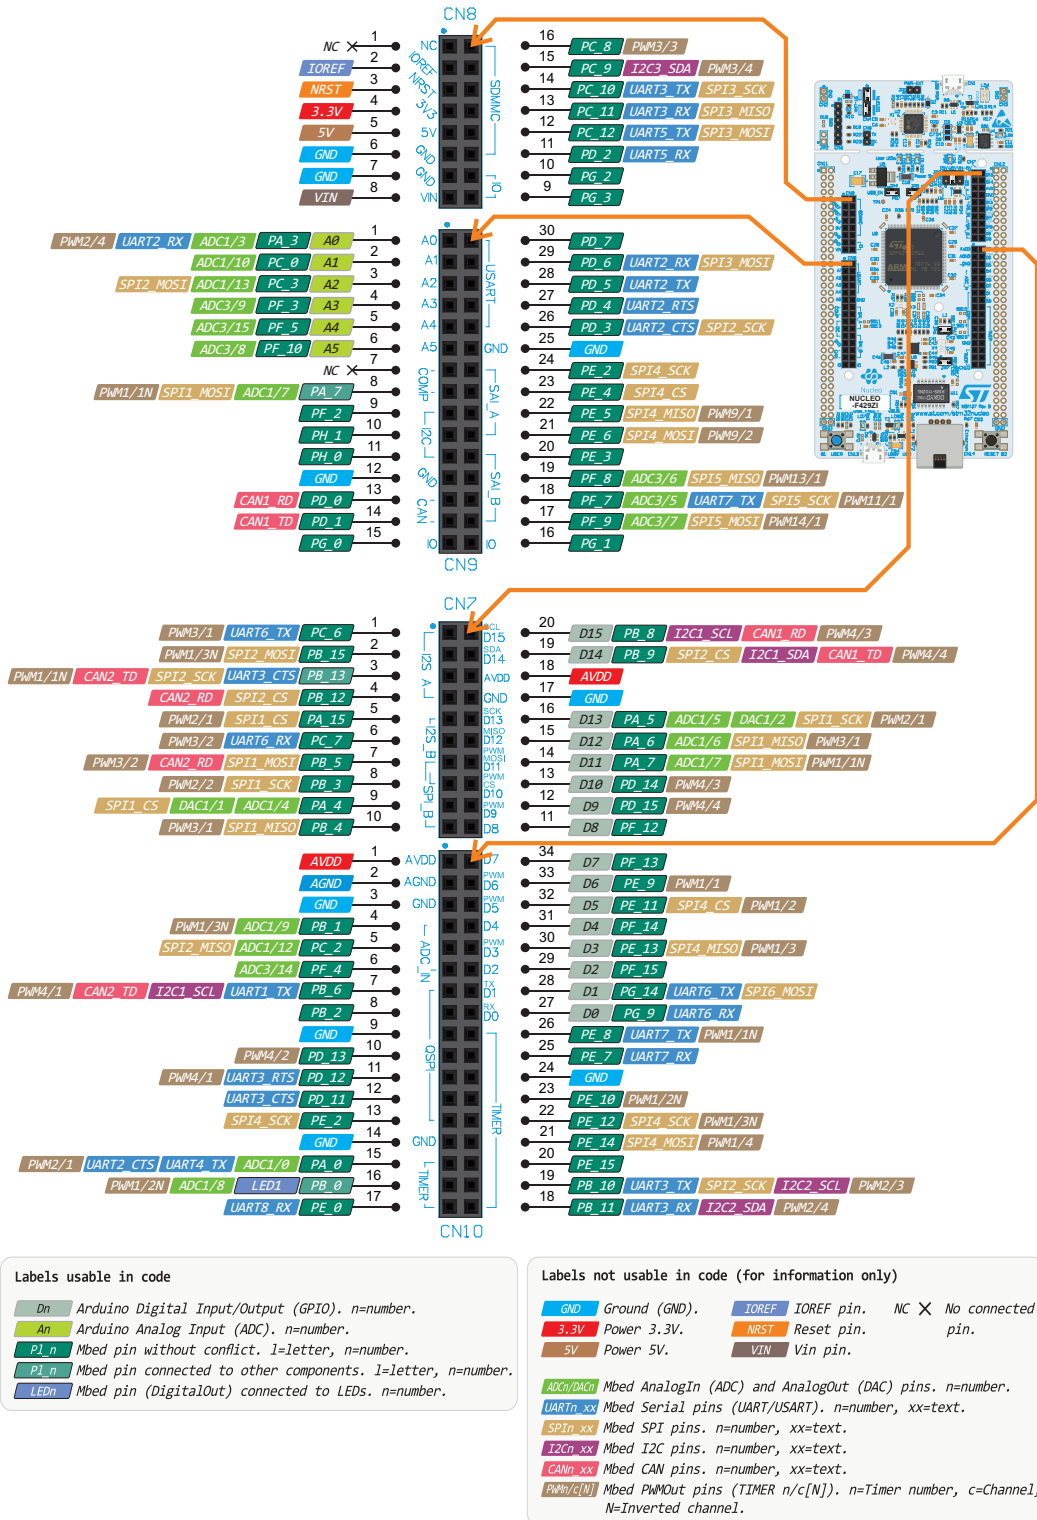 CN8
NC 1 NC 16 PC_8 PWM3/3
IOREF 2 IOREF 15 PC_9 I2C3_SDA PWM3/4
NRST 3 NRST 14 PC_10 UART3_TX SPI3_SCK
3.3V 4 3V3 13 PC_11 UART3_RX SPI3_MISO
5V 5 5V 12 PC_12 UART5_TX SPI3_MOSI
GND 6 GND 11 PD_2 UART5_RX
GND 7 GND 10 PG_2
VIN 8 VIN 9 PG_3
SDMMC
IO
PWM2/4 UART2_RX ADC1/3 PA_3 A0 1 A0 30 PD_7
ADC1/10 PC_0 A1 2 A1 29 PD_6 UART2_RX SPI3_MOSI
SPI2_MOSI ADC1/13 PC_3 A2 3 A2 28 PD_5 UART2_TX
ADC3/9 PF_3 A3 4 A3 27 PD_4 UART2_RTS
ADC3/15 PF_5 A4 5 A4 26 PD_3 UART2_CTS SPI2_SCK
ADC3/8 PF_10 A5 6 A5 GND 25 GND
NC 7 24 PE_2 SPI4_SCK
PWM1/1N SPI1_MOSI ADC1/7 PA_7 8 23 PE_4 SPI4_CS
PF_2 9 22 PE_5 SPI4_MISO PWM9/1
PH_1 10 21 PE_6 SPI4_MOSI PWM9/2
PH_0 11 20 PE_3
GND 12 GND 19 PF_8 ADC3/6 SPI5_MISO PWM13/1
CAN1_RD PD_0 13 18 PF_7 ADC3/5 UART7_TX SPI5_SCK PWM11/1
CAN1_TD PD_1 14 17 PF_9 ADC3/7 SPI5_MOSI PWM14/1
PG_0 15 IO IO 16 PG_1
USART
COMP
I2C
CAN
SAI_A
SAI_B
CN9
NUCLEO
-F429ZI
Nucleo
CN7
PWM3/1 UART6_TX PC_6 1 SCL D15 20 D15 PB_8 I2C1_SCL CAN1_RD PWM4/3
PWM1/3N SPI2_MOSI PB_15 2 SDA D14 19 D14 PB_9 SPI2_CS I2C1_SDA CAN1_TD PWM4/4
PWM1/1N CAN2_TD SPI2_SCK UART3_CTS PB_13 3 AVDD 18 AVDD
CAN2_RD SPI2_CS PB_12 4 GND 17 GND
PWM2/1 SPI1_CS PA_15 5 SCK D13 16 D13 PA_5 ADC1/5 DAC1/2 SPI1_SCK PWM2/1
PWM3/2 UART6_RX PC_7 6 MISO D12 15 D12 PA_6 ADC1/6 SPI1_MISO PWM3/1
PWM3/2 CAN2_RD SPI1_MOSI PB_5 7 PWM MOSI D11 14 D11 PA_7 ADC1/7 SPI1_MOSI PWM1/1N
PWM2/2 SPI1_SCK PB_3 8 PWM CS D10 13 D10 PD_14 PWM4/3
SPI1_CS DAC1/1 ADC1/4 PA_4 9 PWM D9 12 D9 PD_15 PWM4/4
PWM3/1 SPI1_MISO PB_4 10 D8 11 D8 PF_12
I2S_A
I2S_B
SPI_B
AVDD 1 AVDD D7 34 D7 PF_13
AGND 2 AGND PWM D6 33 D6 PE_9 PWM1/1
GND 3 GND PWM D5 32 D5 PE_11 SPI4_CS PWM1/2
PWM1/3N ADC1/9 PB_1 4 D4 31 D4 PF_14
SPI2_MISO ADC1/12 PC_2 5 PWM D3 30 D3 PE_13 SPI4_MISO PWM1/3
ADC3/14 PF_4 6 D2 29 D2 PF_15
PWM4/1 CAN2_TD I2C1_SCL UART1_TX PB_6 7 TX D1 28 D1 PG_14 UART6_TX SPI6_MOSI
PB_2 8 RX D0 27 D0 PG_9 UART6_RX
GND 9 26 PE_8 UART7_TX PWM1/1N
PWM4/2 PD_13 10 25 PE_7 UART7_RX
PWM4/1 UART3_RTS PD_12 11 24 GND
UART3_CTS PD_11 12 23 PE_10 PWM1/2N
SPI4_SCK PE_2 13 22 PE_12 SPI4_SCK PWM1/3N
GND 14 GND 21 PE_14 SPI4_MOSI PWM1/4
PWM2/1 UART2_CTS UART4_TX ADC1/0 PA_0 15 20 PE_15
PWM1/2N ADC1/8 LED1 PB_0 16 19 PB_10 UART3_TX SPI2_SCK I2C2_SCL PWM2/3
UART8_RX PE_0 17 18 PB_11 UART3_RX I2C2_SDA PWM2/4
ADC_IN
QSPI
TIMER
TIMER
CN10
Labels usable in code
Dn Arduino Digital Input/Output (GPIO). n=number.
An Arduino Analog Input (ADC). n=number.
Pl_n Mbed pin without conflict. l=letter, n=number.
Pl_n Mbed pin connected to other components. l=letter, n=number.
LEDn Mbed pin (DigitalOut) connected to LEDs. n=number.
Labels not usable in code (for information only)
GND Ground (GND). IOREF IOREF pin. NC No connected
3.3V Power 3.3V. NRST Reset pin. pin.
5V Power 5V. VIN Vin pin.
ADCn/DACn Mbed AnalogIn (ADC) and AnalogOut (DAC) pins. n=number.
UARTn_xx Mbed Serial pins (UART/USART). n=number, xx=text.
SPIn_xx Mbed SPI pins. n=number, xx=text.
I2Cn_xx Mbed I2C pins. n=number, xx=text.
CANn_xx Mbed CAN pins. n=number, xx=text.
PWMn/c[N] Mbed PWMOut pins (TIMER n/c[N]). n=Timer number, c=Channel,
N=Inverted channel.